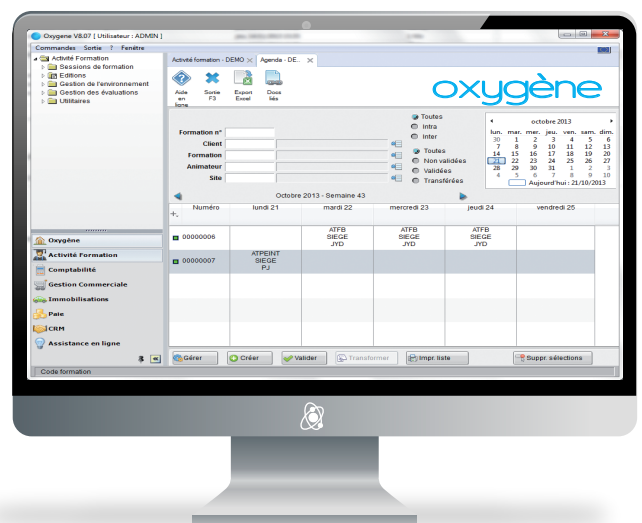 Oxygene V8.07 [ Utilisateur : ADMIN ]
Commandes Sortie ? Fenêtre
Activité Formation
Sessions de formation
Editions
Gestion de l'environnement
Gestion des évaluations
Utilitaires
Oxygène
Activité Formation
Comptabilité
Gestion Commerciale
Immobilisations
Paie
CRM
Assistance en ligne
Activité formation - DEMO Agenda - DE..
Aide en ligne
Sortie F3
Export Excel
Docs liés
oxygène
Formation n°
Client
Formation
Animateur
Site
Toutes
Intra
Inter
Toutes
Non validées
Validées
Transférées
octobre 2013
lun. mar. mer. jeu. ven. sam. dim.
30 1 2 3 4 5 6
7 8 9 10 11 12 13
14 15 16 17 18 19 20
21 22 23 24 25 26 27
28 29 30 31 1 2 3
4 5 6 7 8 9 10
Aujourd'hui : 21/10/2013
Octobre 2013 - Semaine 43
Numéro lundi 21 mardi 22 mercredi 23 jeudi 24 vendredi 25
00000006 ATFB SIEGE JYD ATFB SIEGE JYD ATFB SIEGE JYD
00000007 ATPEINT SIEGE PJ
Gérer Créer Valider Transformer Impr. liste Suppr. sélections
Code formation